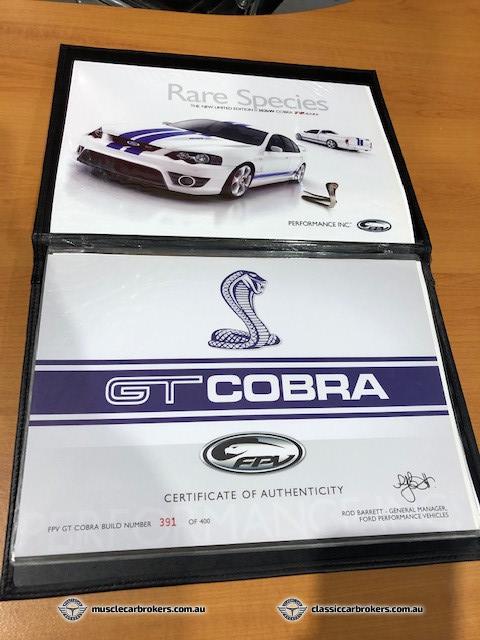 Rare Species
THE NEW LIMITED EDITION 302kW COBRA
PERFORMANCE INC
FPV
GT COBRA
FPV
CERTIFICATE OF AUTHENTICITY
FPV GT COBRA BUILD NUMBER 391 OF 400
ROD BARRETT - GENERAL MANAGER,
FORD PERFORMANCE VEHICLES
musclecarbrokers.com.au
classiccarbrokers.com.au